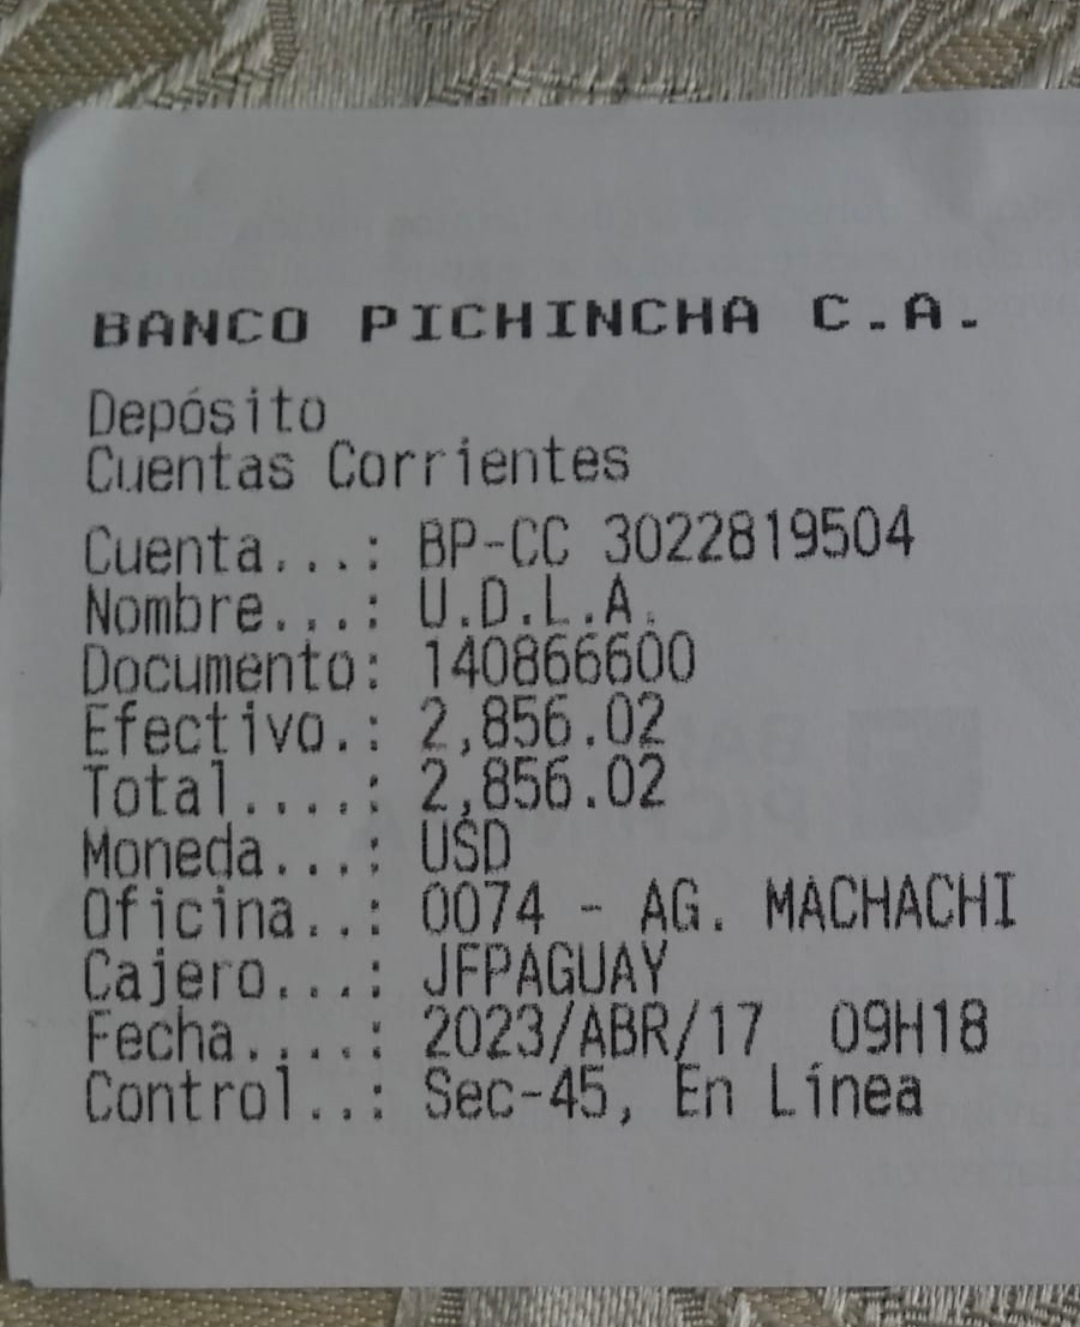 BANCO PICHINCHA C.A.
Depósito
Cuentas Corrientes
Cuenta...: BP-CC 3022819504
Nombre...: U.D.L.A.
Documento: 140866600
Efectivo.: 2,856.02
Total....: 2,856.02
Moneda...: USD
Oficina..: 0074 - AG. MACHACHI
Cajero...: JFPAGUAY
Fecha....: 2023/ABR/17  09H18
Control..: Sec-45, En Línea